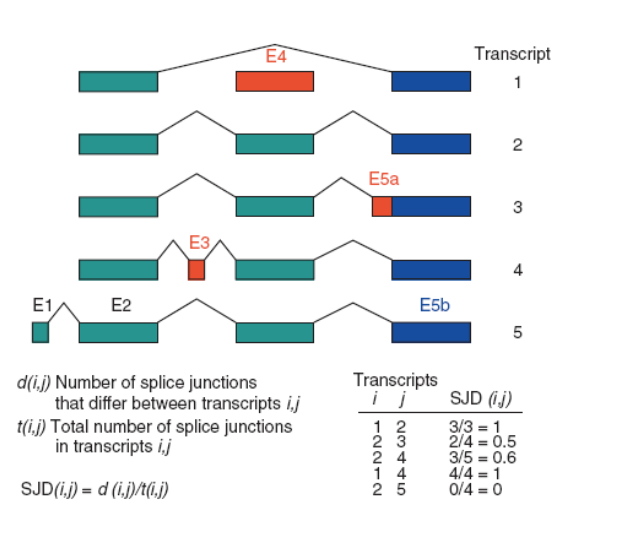 E4
Transcript
1
2
E5a
3
E3
4
E1 E2 E5b
5
d(i,j) Number of splice junctions
that differ between transcripts i,j
t(i,j) Total number of splice junctions
in transcripts i,j
SJD(i,j) = d (i,j)/t(i,j)
Transcripts
i j SJD (i,j)
1 2 3/3 = 1
2 3 2/4 = 0.5
2 4 3/5 = 0.6
1 4 4/4 = 1
2 5 0/4 = 0